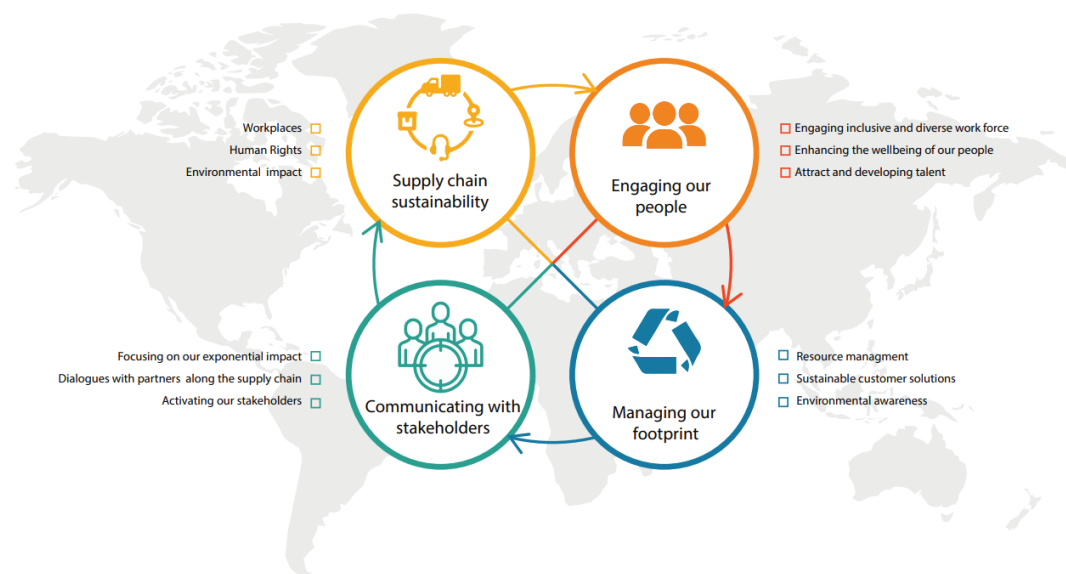 Workplaces
Human Rights
Environmental impact
Supply chain
sustainability
Engaging our
people
Engaging inclusive and diverse work force
Enhancing the wellbeing of our people
Attract and developing talent
Focusing on our exponential impact
Dialogues with partners along the supply chain
Activating our stakeholders
Communicating with
stakeholders
Managing our
footprint
Resource managment
Sustainable customer solutions
Environmental awareness